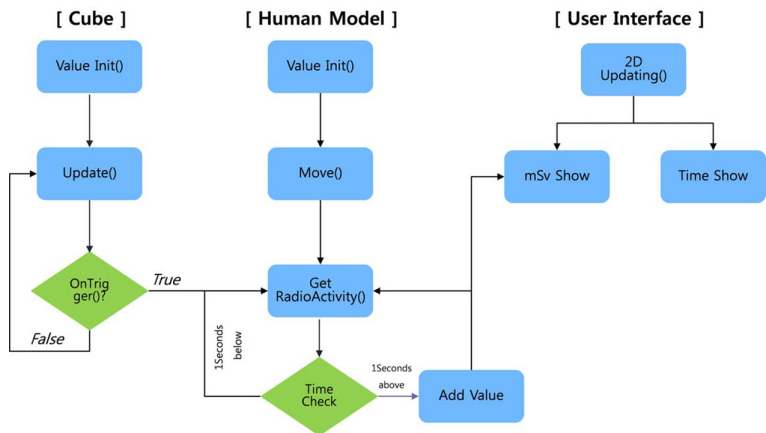 [ Cube ]
[ Human Model ]
[ User Interface ]
Value Init()
Value Init()
2D
Updating()
Update()
Move()
mSv Show
Time Show
OnTrig
ger()?
True
False
Get
RadioActivity()
1Seconds
below
Time
Check
1Seconds
above
Add Value